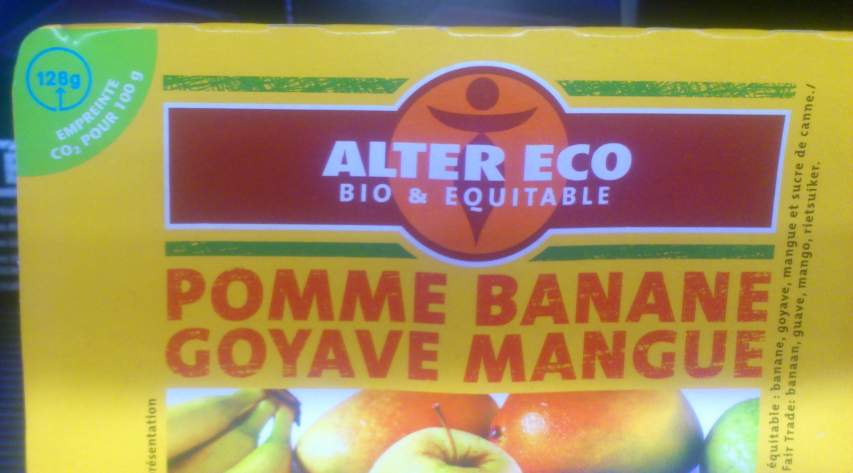 128g
EMPREINTE
CO₂ POUR 100 g
ALTER ECO
BIO & EQUITABLE
POMME BANANE
GOYAVE MANGUE
équitable : banane, goyave, mangue et sucre de canne./
Fair Trade: banaan, guave, mango, rietsuiker.
résentation